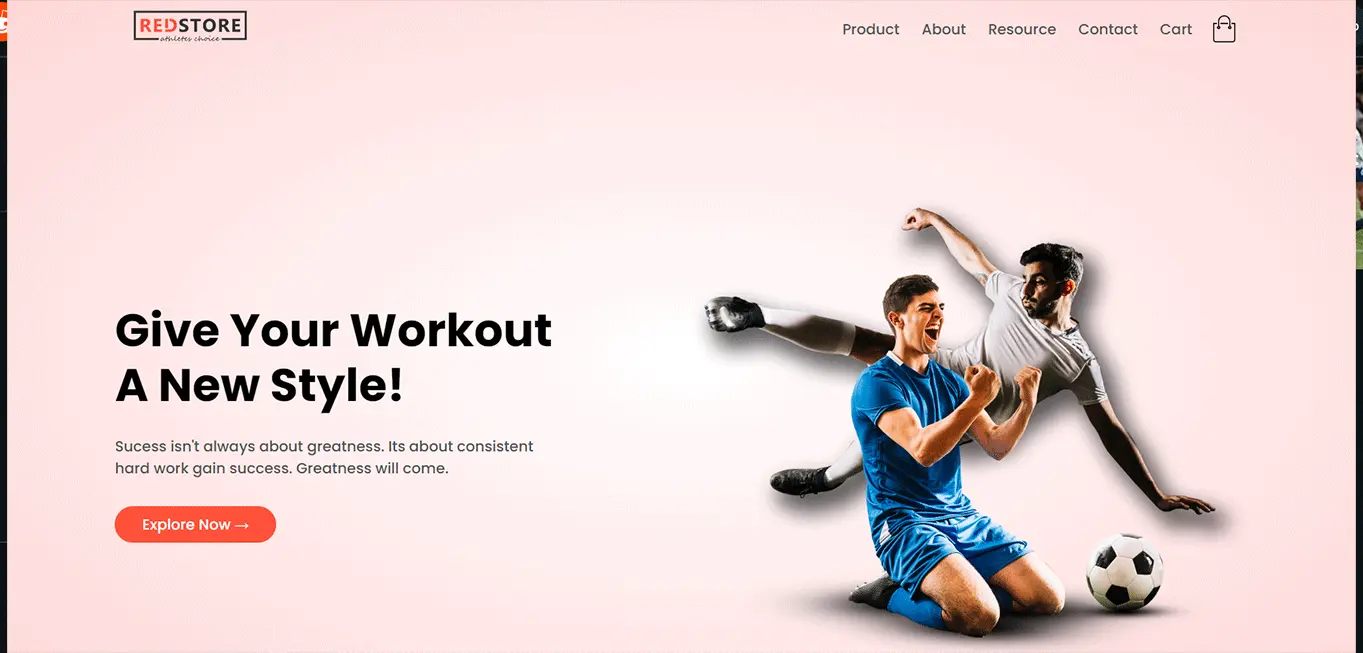 REDSTORE
athletes choice
Product About Resource Contact Cart
Give Your Workout
A New Style!
Sucess isn't always about greatness. Its about consistent
hard work gain success. Greatness will come.
Explore Now →